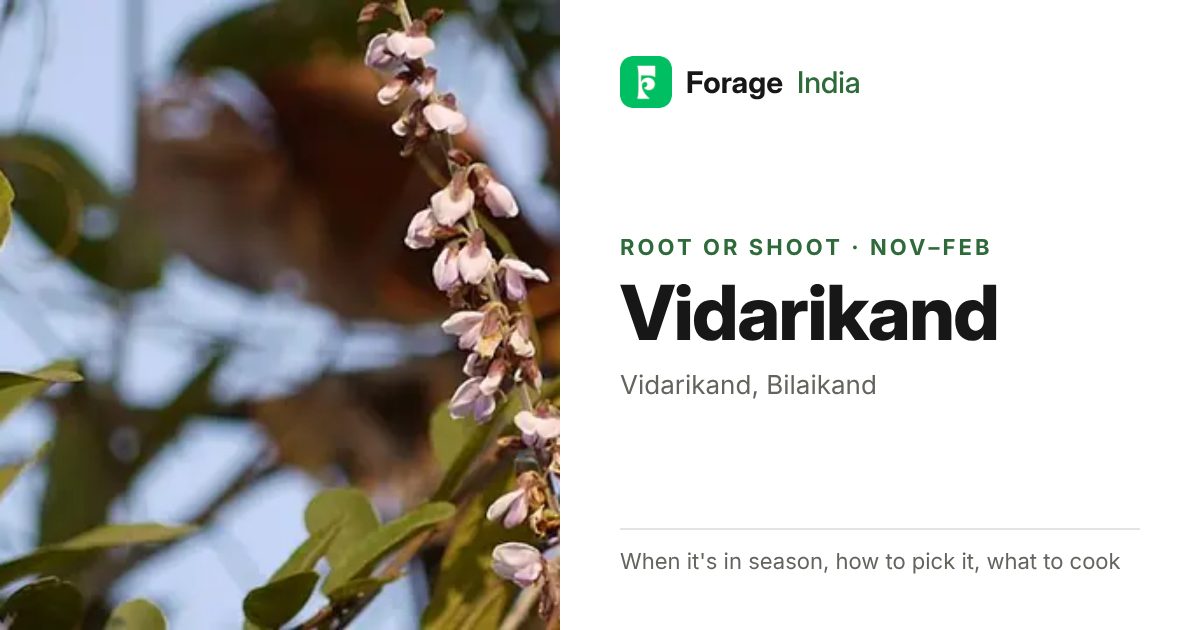 Forage India
ROOT OR SHOOT · NOV–FEB
Vidarikand
Vidarikand, Bilaikand
When it's in season, how to pick it, what to cook